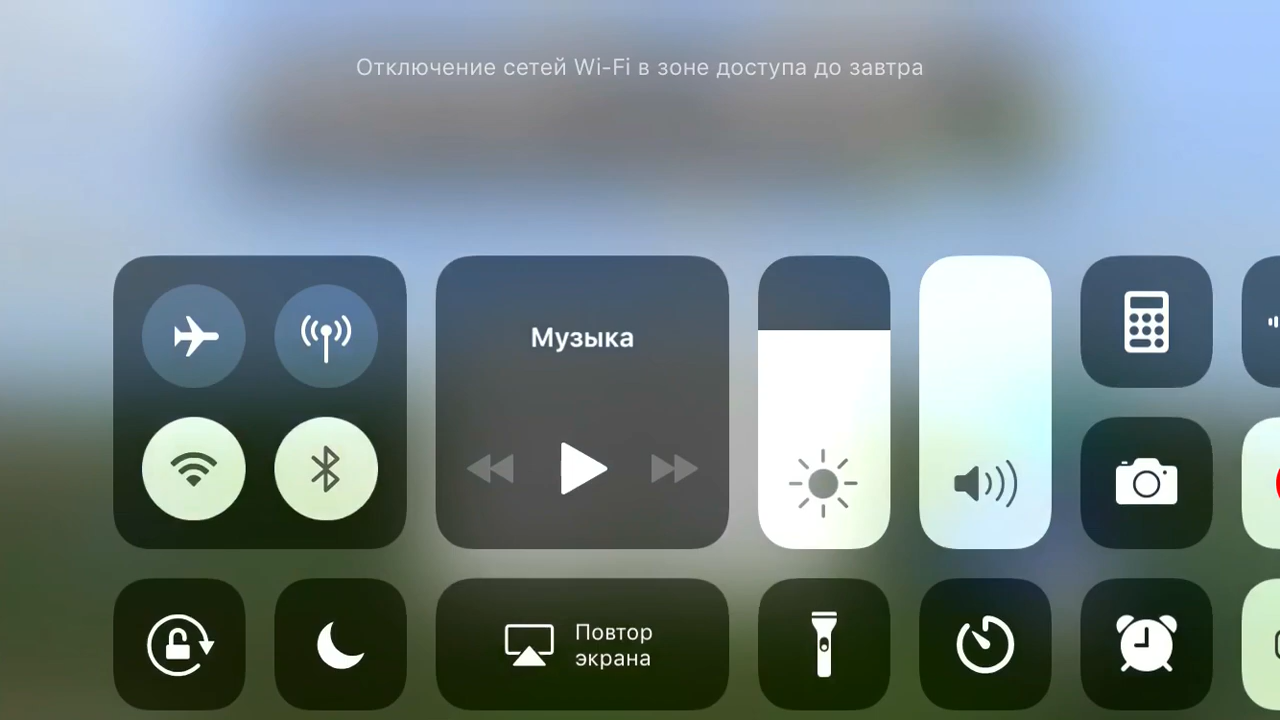 Отключение сетей Wi-Fi в зоне доступа до завтра
Музыка
Повтор
экрана